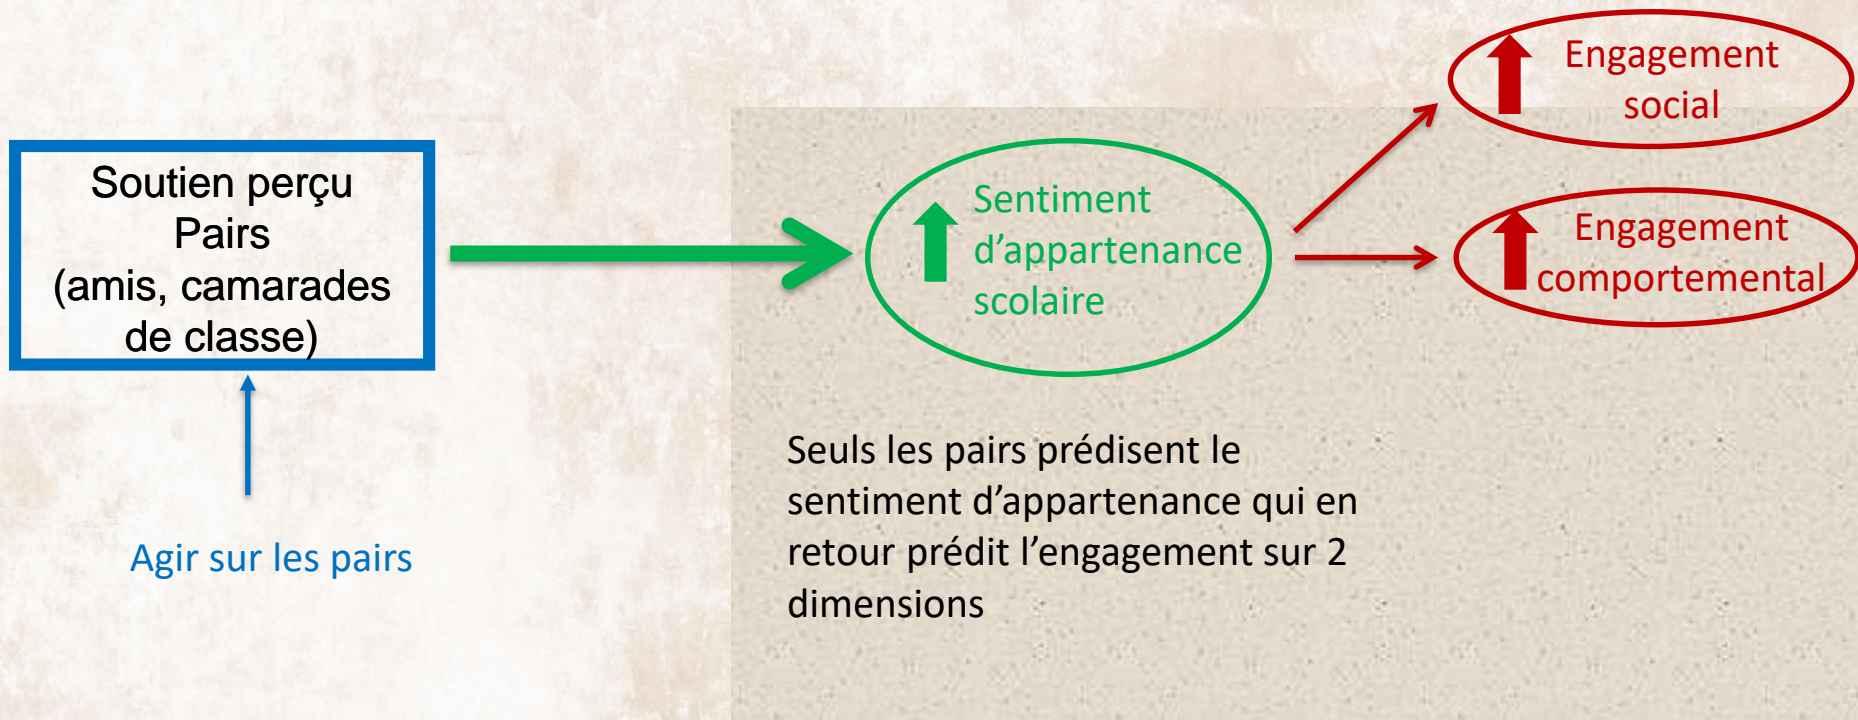 Soutien perçu
Pairs
(amis, camarades
de classe)
Agir sur les pairs
Sentiment
d’appartenance
scolaire
Engagement
social
Engagement
comportemental
Seuls les pairs prédisent le
sentiment d’appartenance qui en
retour prédit l’engagement sur 2
dimensions